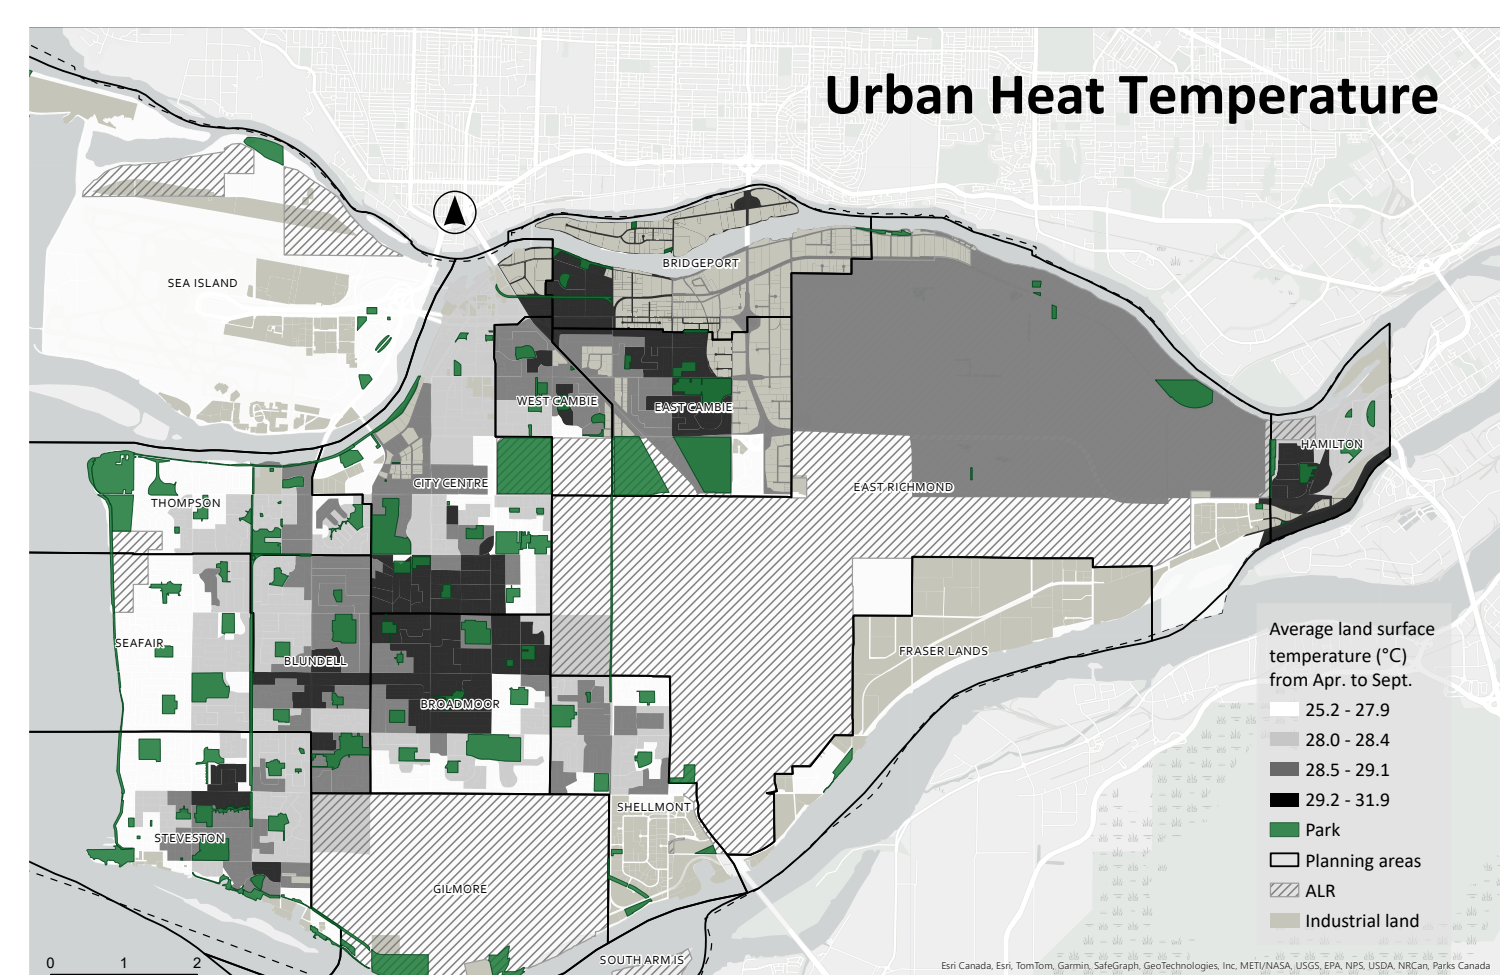 Urban Heat Temperature
BRIDGEPORT
SEA ISLAND
WEST CAMBIE
EAST CAMBIE
HAMILTON
CITY CENTRE
EAST RICHMOND
THOMPSON
SEAFAIR
BLUNDELL
FRASER LANDS
BROADMOOR
SHELLMONT
STEVESTON
GILMORE
SOUTH ARM IS
Average land surface
temperature (°C)
from Apr. to Sept.
25.2 - 27.9
28.0 - 28.4
28.5 - 29.1
29.2 - 31.9
Park
Planning areas
ALR
Industrial land
0 1 2
Esri Canada, Esri, TomTom, Garmin, SafeGraph, GeoTechnologies, Inc, METI/NASA, USGS, EPA, NPS, USDA, NRCan, Parks Canada